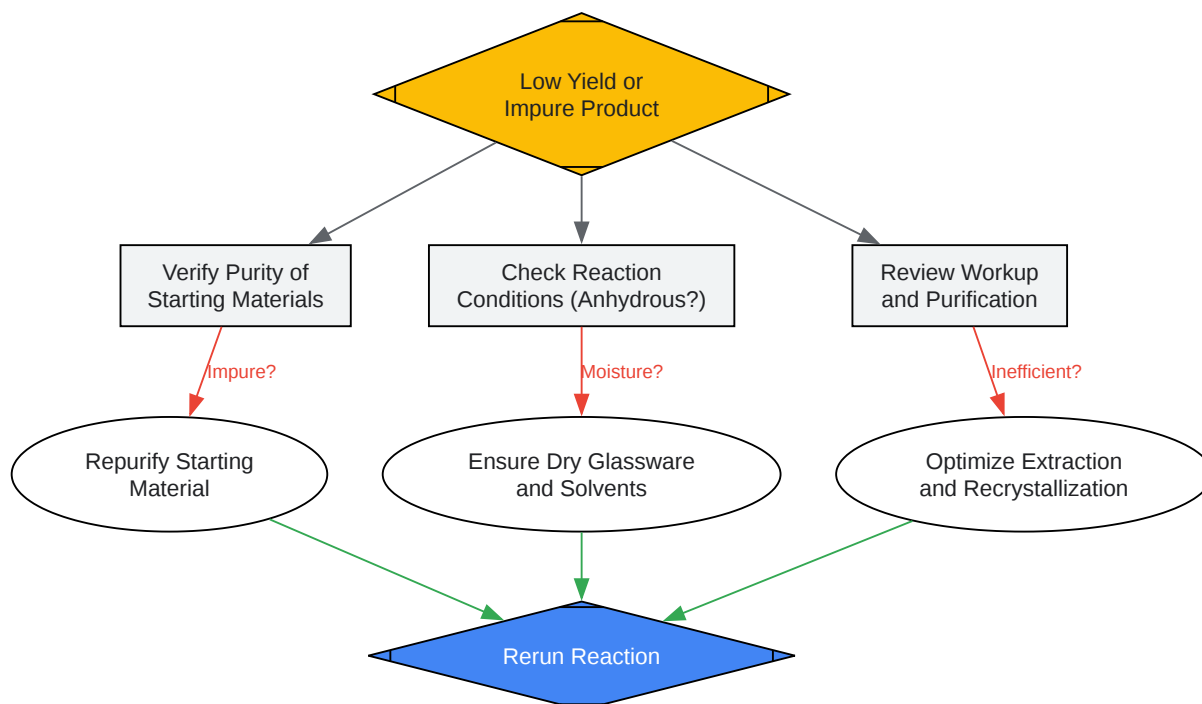 Low Yield or
Impure Product
Verify Purity of
Starting Materials
Check Reaction
Conditions (Anhydrous?)
Review Workup
and Purification
Impure?
Moisture?
Inefficient?
Repurify Starting
Material
Ensure Dry Glassware
and Solvents
Optimize Extraction
and Recrystallization
Rerun Reaction